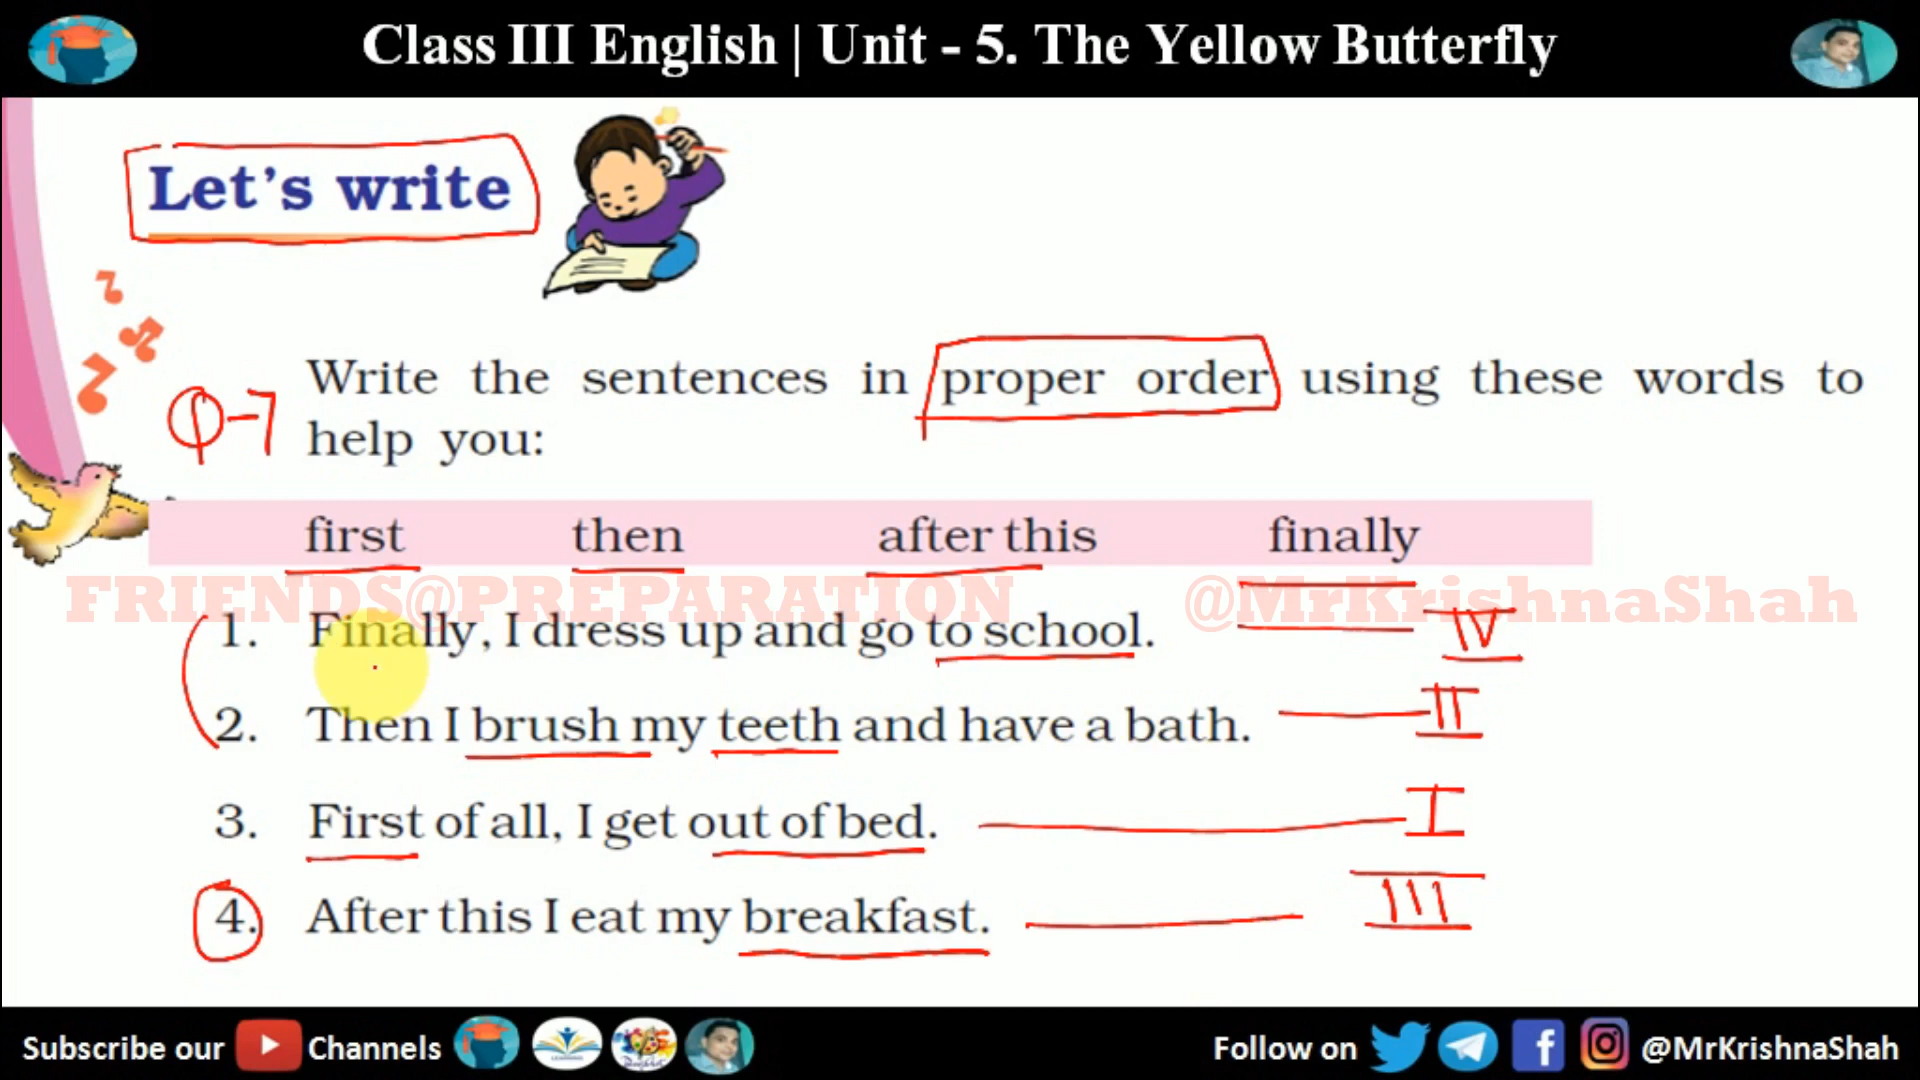 Class III English | Unit - 5. The Yellow Butterfly
Let's write
Q-7
Write the sentences in proper order using these words to
help you:
first then after this finally
FRIENDS@PREPARATION @MrKrishnaShah
1. Finally, I dress up and go to school. IV
2. Then I brush my teeth and have a bath. II
3. First of all, I get out of bed. I
4. After this I eat my breakfast. III
Subscribe our Channels Follow on @MrKrishnaShah